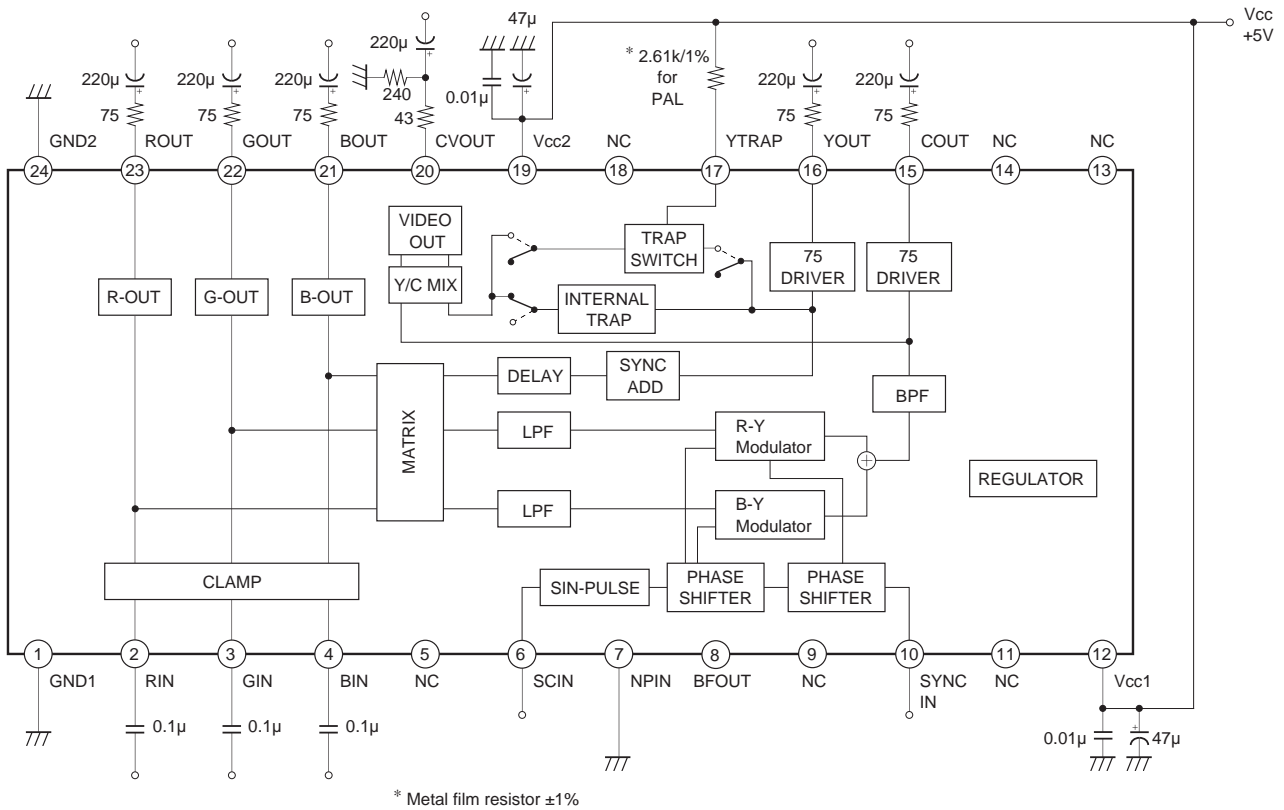 47μ
Vcc
+5V
220μ
220μ
220μ
220μ
* 2.61k/1%
for
PAL
220μ
220μ
240
0.01μ
75
75
75
43
75
75
GND2
ROUT
GOUT
BOUT
CVOUT
Vcc2
NC
YTRAP
YOUT
COUT
NC
NC
24
23
22
21
20
19
18
17
16
15
14
13
VIDEO
OUT
TRAP
SWITCH
75
DRIVER
75
DRIVER
R-OUT
G-OUT
B-OUT
Y/C MIX
INTERNAL
TRAP
MATRIX
DELAY
SYNC
ADD
BPF
LPF
R-Y
Modulator
REGULATOR
LPF
B-Y
Modulator
CLAMP
SIN-PULSE
PHASE
SHIFTER
PHASE
SHIFTER
1
2
3
4
5
6
7
8
9
10
11
12
GND1
RIN
GIN
BIN
NC
SCIN
NPIN
BFOUT
NC
SYNC
IN
NC
Vcc1
0.1μ
0.1μ
0.1μ
0.01μ
47μ
* Metal film resistor ±1%